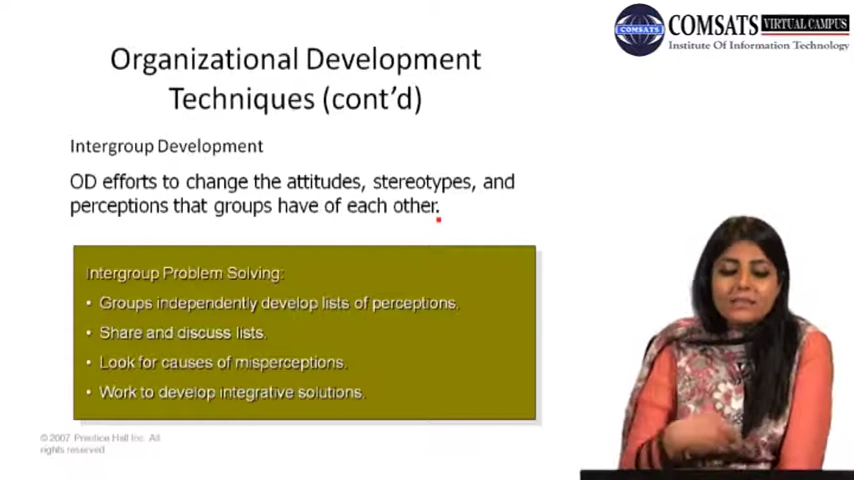 COMSATS VIRTUAL CAMPUS
Institute Of Information Technology
COMSATS
Organizational Development
Techniques (cont'd)
Intergroup Development
OD efforts to change the attitudes, stereotypes, and
perceptions that groups have of each other.
Intergroup Problem Solving:
• Groups independently develop lists of perceptions.
• Share and discuss lists.
• Look for causes of misperceptions.
• Work to develop integrative solutions.
© 2007 Prentice Hall Inc. All
rights reserved